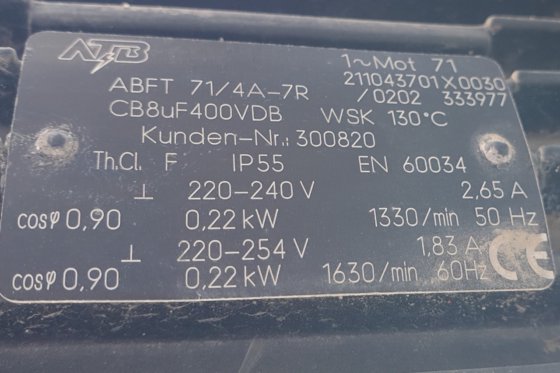 ATB
1~Mot 71
ABFT 71/4A-7R 211043701X0030
/0202 333977
CB8uF400VDB WSK 130°C
Kunden-Nr.: 300820
Th.Cl. F IP55 EN 60034
⊥ 220-240 V 2,65 A
cosφ 0,90 0,22 kW 1330/min 50 Hz
⊥ 220-254 V 1,83 A
cosφ 0,90 0,22 kW 1630/min 60Hz CE